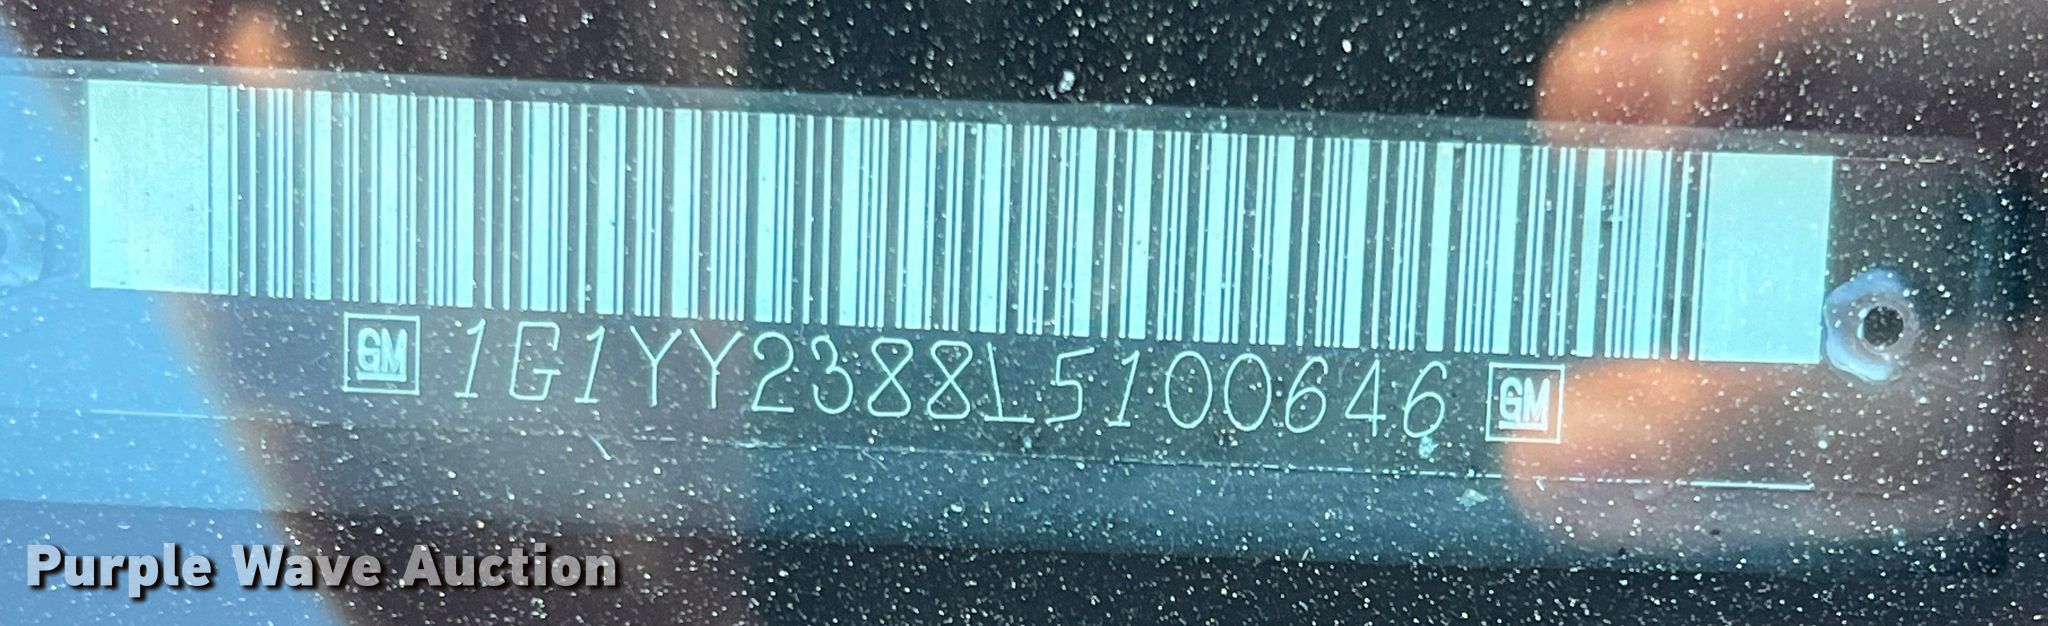 GM 1G1YY2388L5100646 GM
Purple Wave Auction